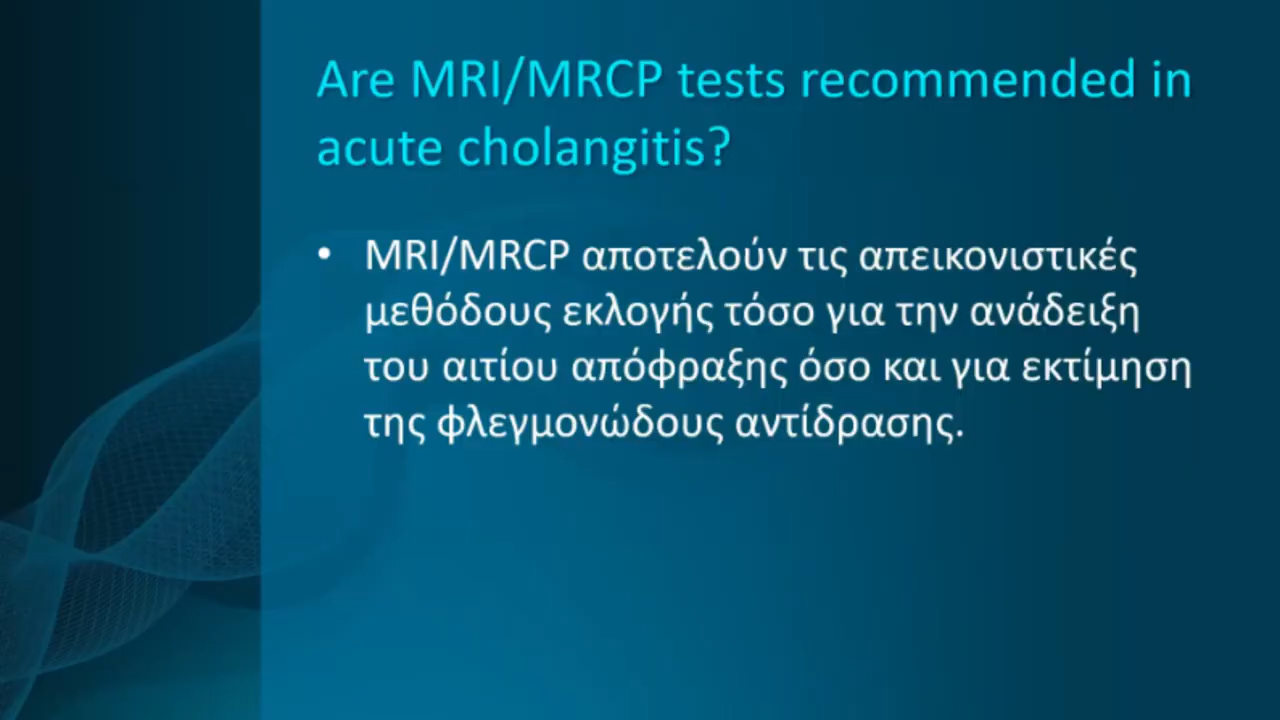 Are MRI/MRCP tests recommended in
acute cholangitis?
• MRI/MRCP αποτελούν τις απεικονιστικές
μεθόδους εκλογής τόσο για την ανάδειξη
του αιτίου απόφραξης όσο και για εκτίμηση
της φλεγμονώδους αντίδρασης.